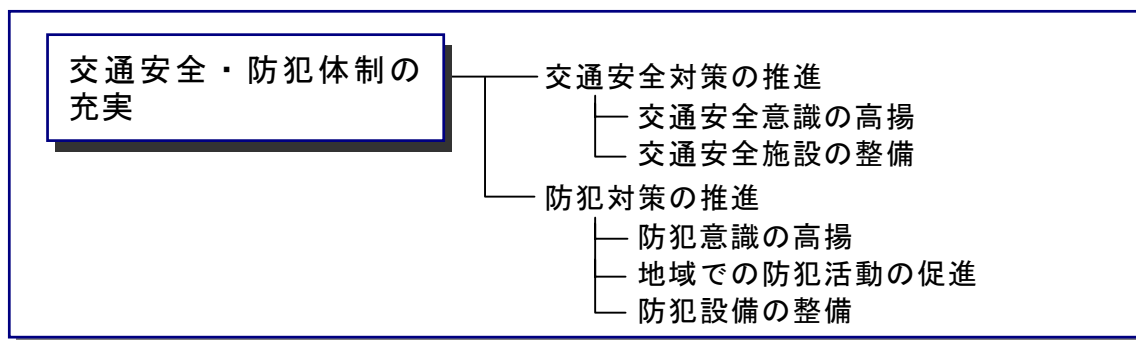 交通安全・防犯体制の
充実
交通安全対策の推進
交通安全意識の高揚
交通安全施設の整備
防犯対策の推進
防犯意識の高揚
地域での防犯活動の促進
防犯設備の整備